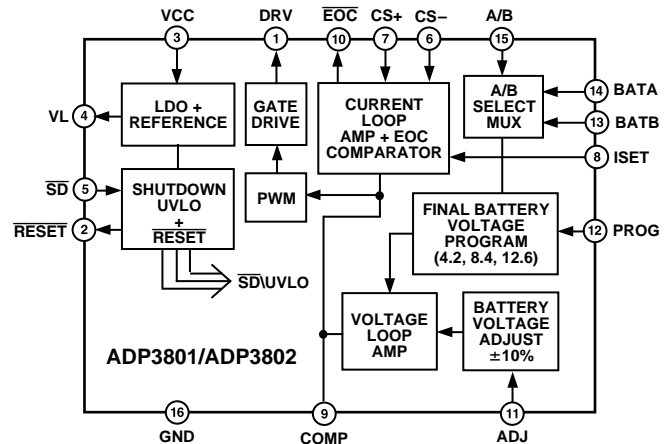 VCC
DRV
EOC
CS+
CS–
A/B
3
1
10
7
6
15
VL
4
LDO +
REFERENCE
GATE
DRIVE
CURRENT
LOOP
AMP + EOC
COMPARATOR
A/B
SELECT
MUX
14
BATA
13
BATB
8
ISET
SD
5
RESET
2
SHUTDOWN
UVLO
+
RESET
PWM
FINAL BATTERY
VOLTAGE
PROGRAM
(4.2, 8.4, 12.6)
12
PROG
SD\UVLO
VOLTAGE
LOOP
AMP
BATTERY
VOLTAGE
ADJUST
±10%
ADP3801/ADP3802
16
9
11
GND
COMP
ADJ